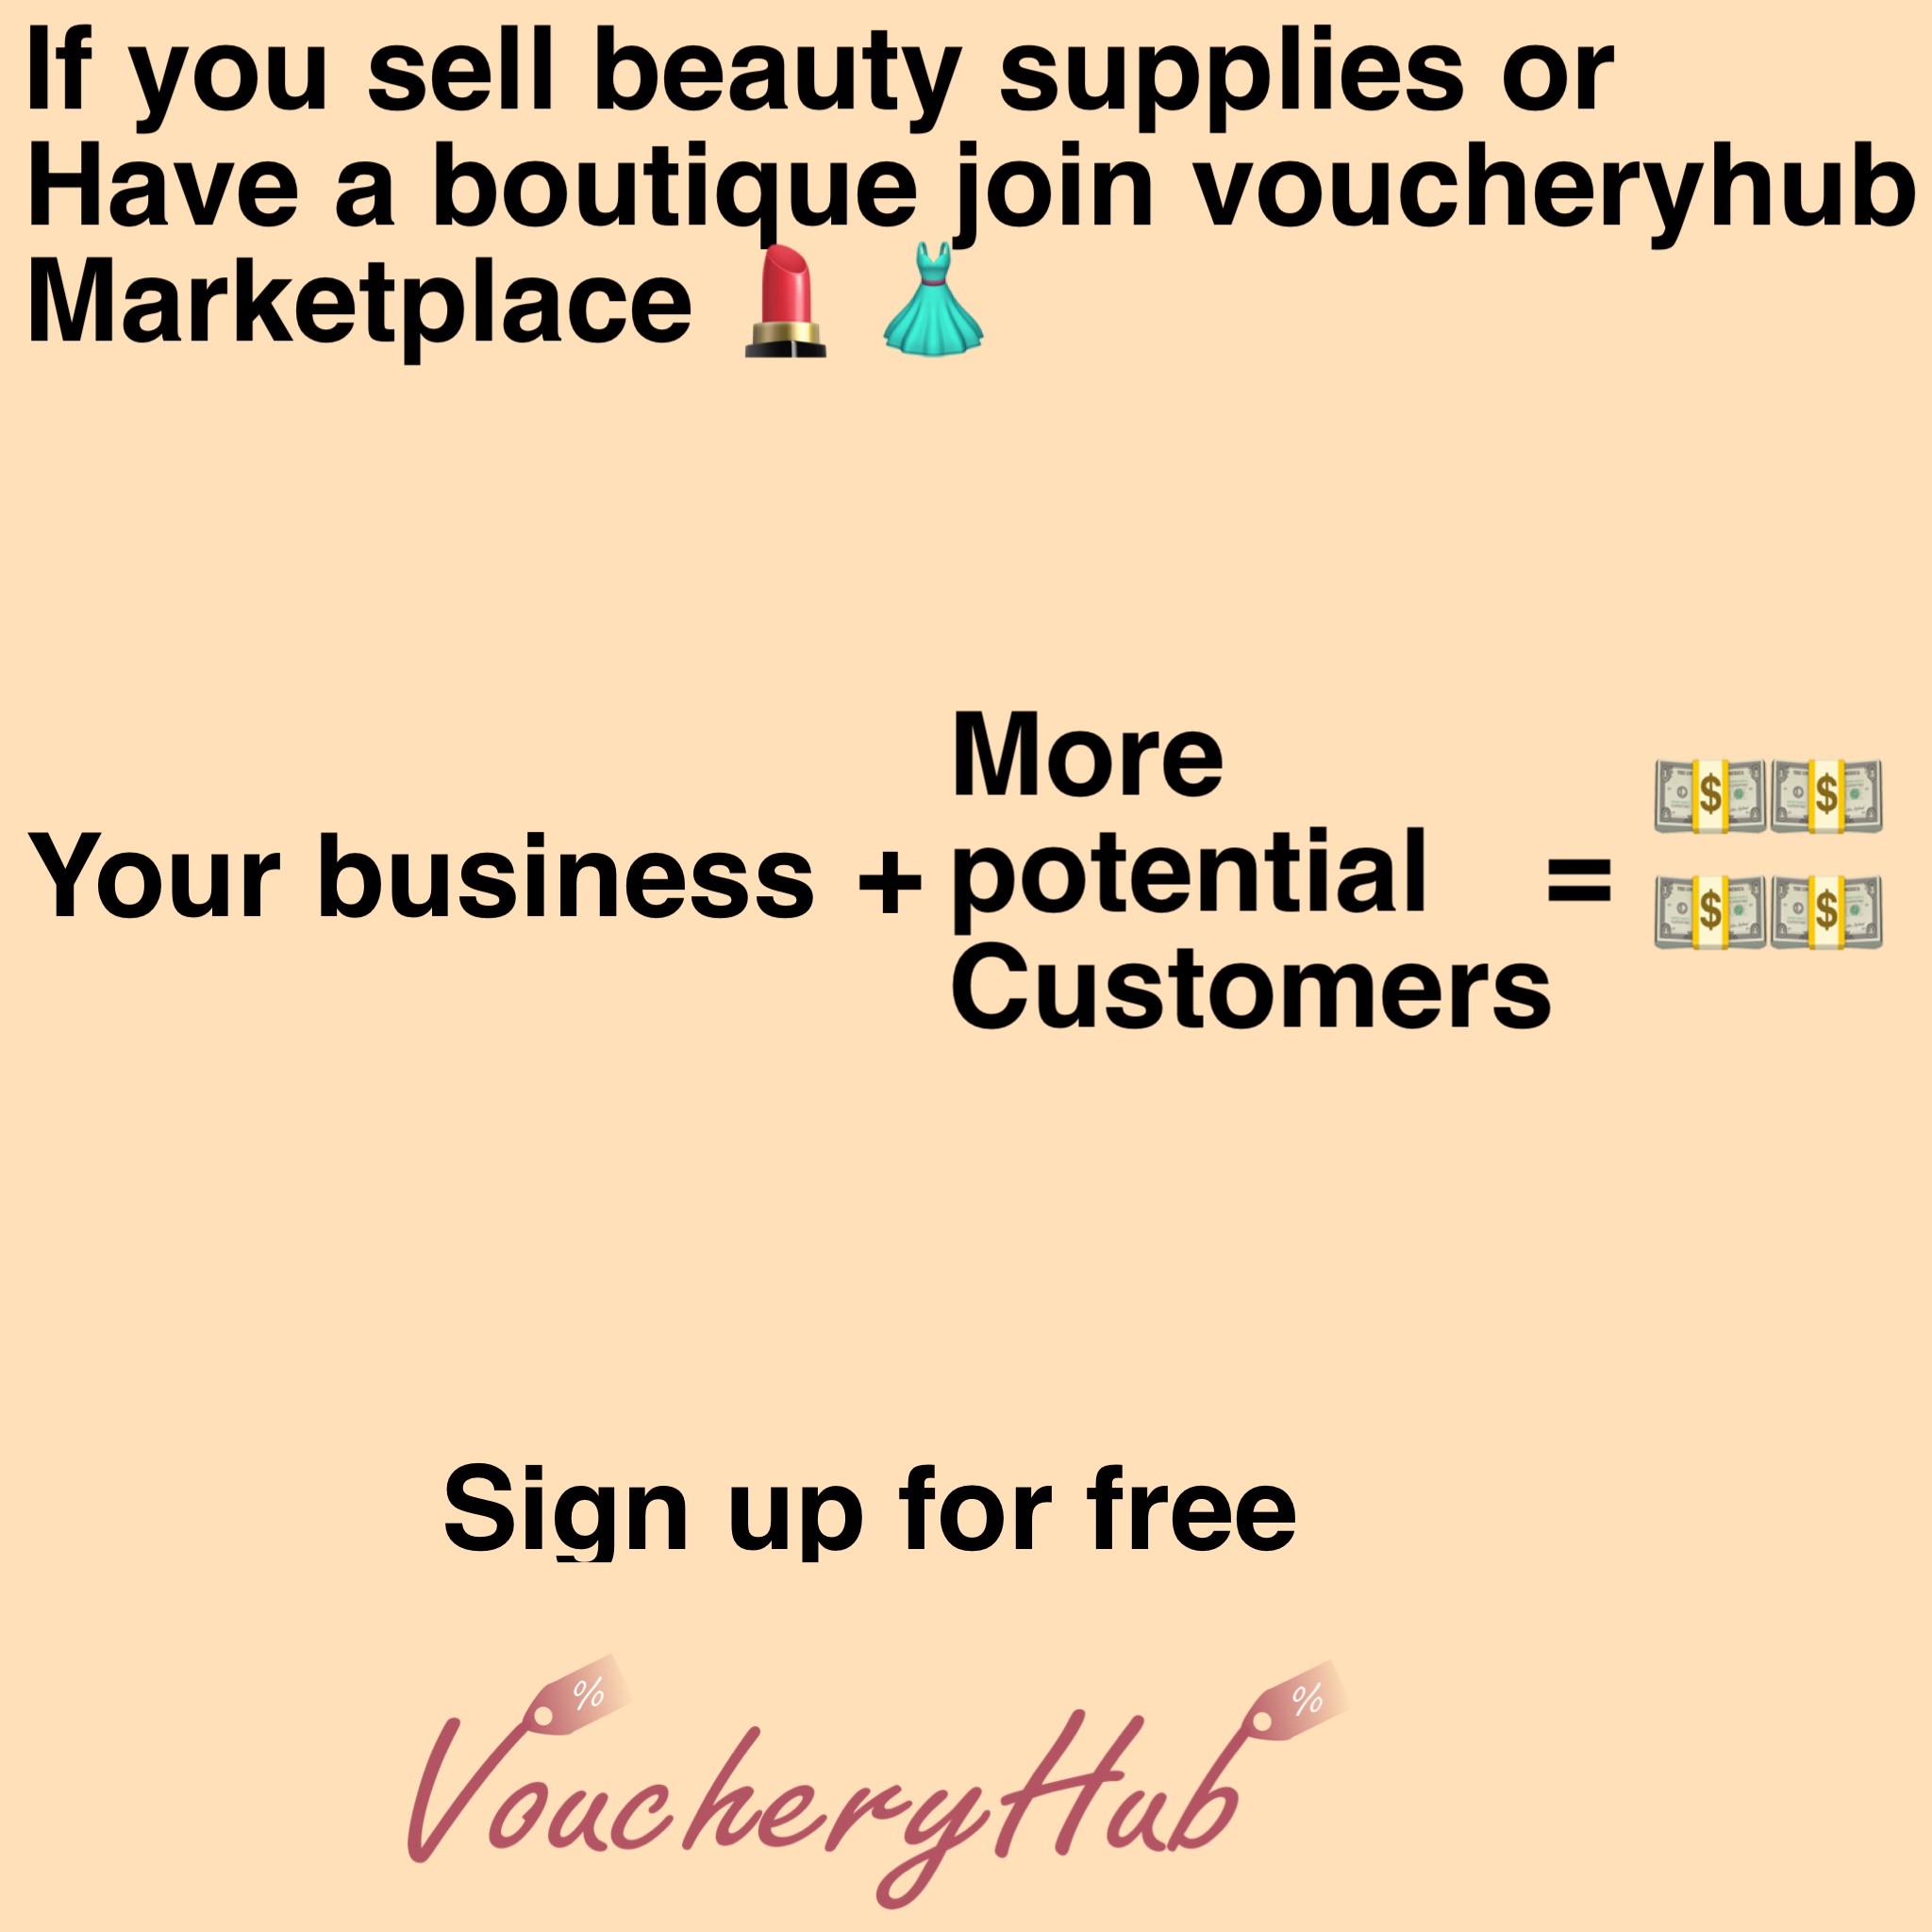 If you sell beauty supplies or
Have a boutique join voucheryhub
Marketplace 💄 👗
More
Your business + potential = 💵💵
Customers 💵💵
Sign up for free
VoucheryHub